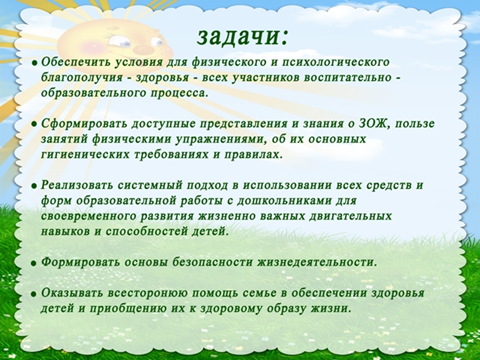 задачи:
• Обеспечить условия для физического и психологического
благополучия - здоровья - всех участников воспитательно -
образовательного процесса.
• Сформировать доступные представления и знания о ЗОЖ, пользе
занятий физическими упражнениями, об их основных
гигиенических требованиях и правилах.
• Реализовать системный подход в использовании всех средств и
форм образовательной работы с дошкольниками для
своевременного развития жизненно важных двигательных
навыков и способностей детей.
• Формировать основы безопасности жизнедеятельности.
• Оказывать всесторонюю помощь семье в обеспечении здоровья
детей и приобщению их к здоровому образу жизни.